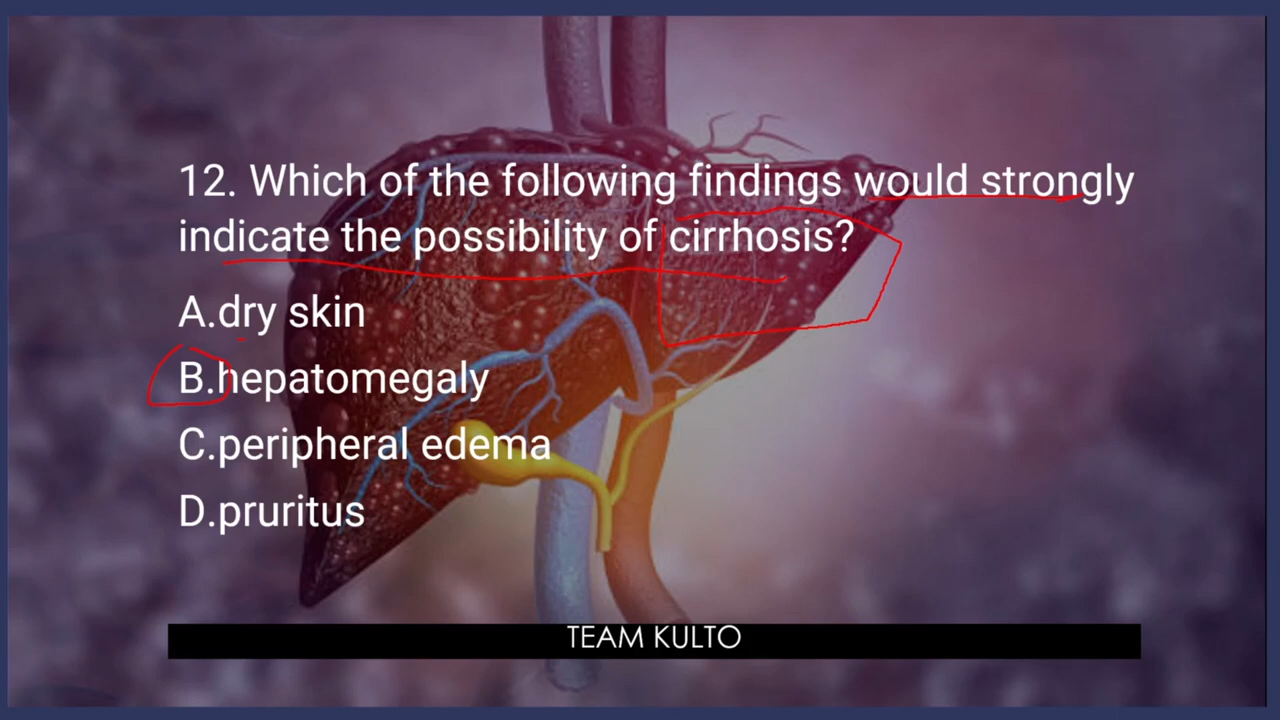 12. Which of the following findings would strongly
indicate the possibility of cirrhosis?
A.dry skin
B.hepatomegaly
C.peripheral edema
D.pruritus
TEAM KULTO